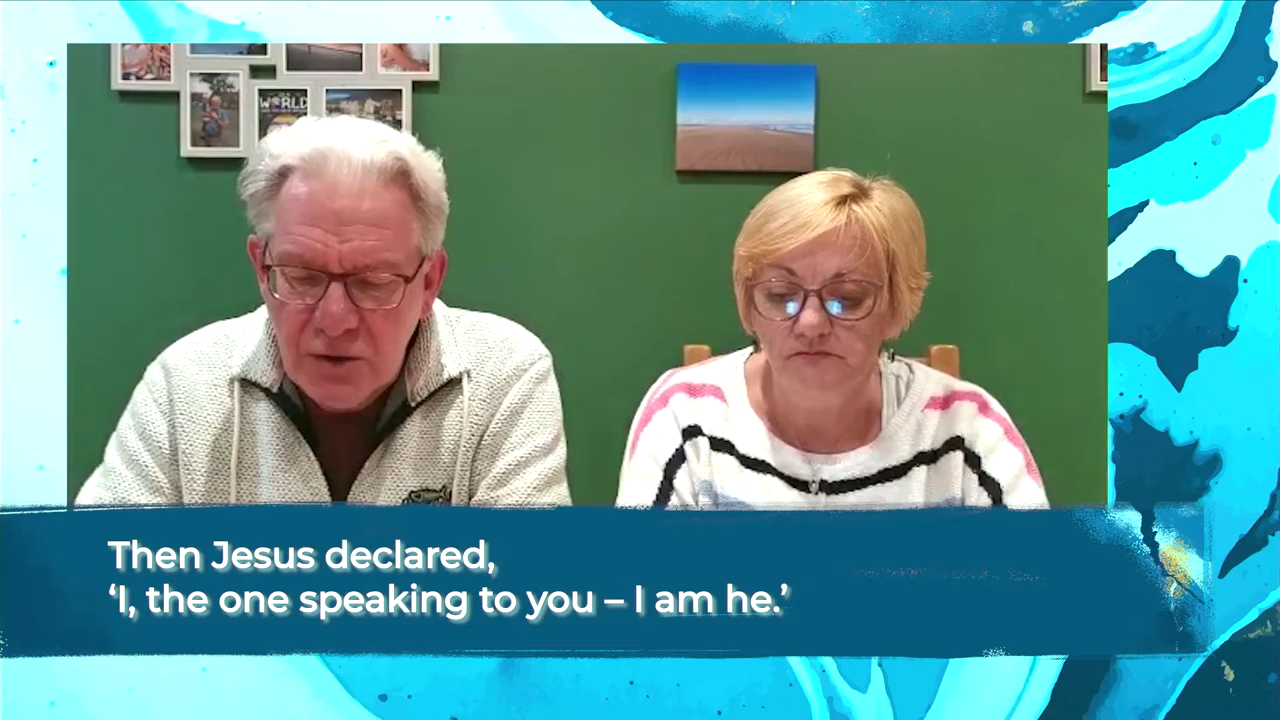 WORLD
Then Jesus declared,
‘I, the one speaking to you – I am he.’